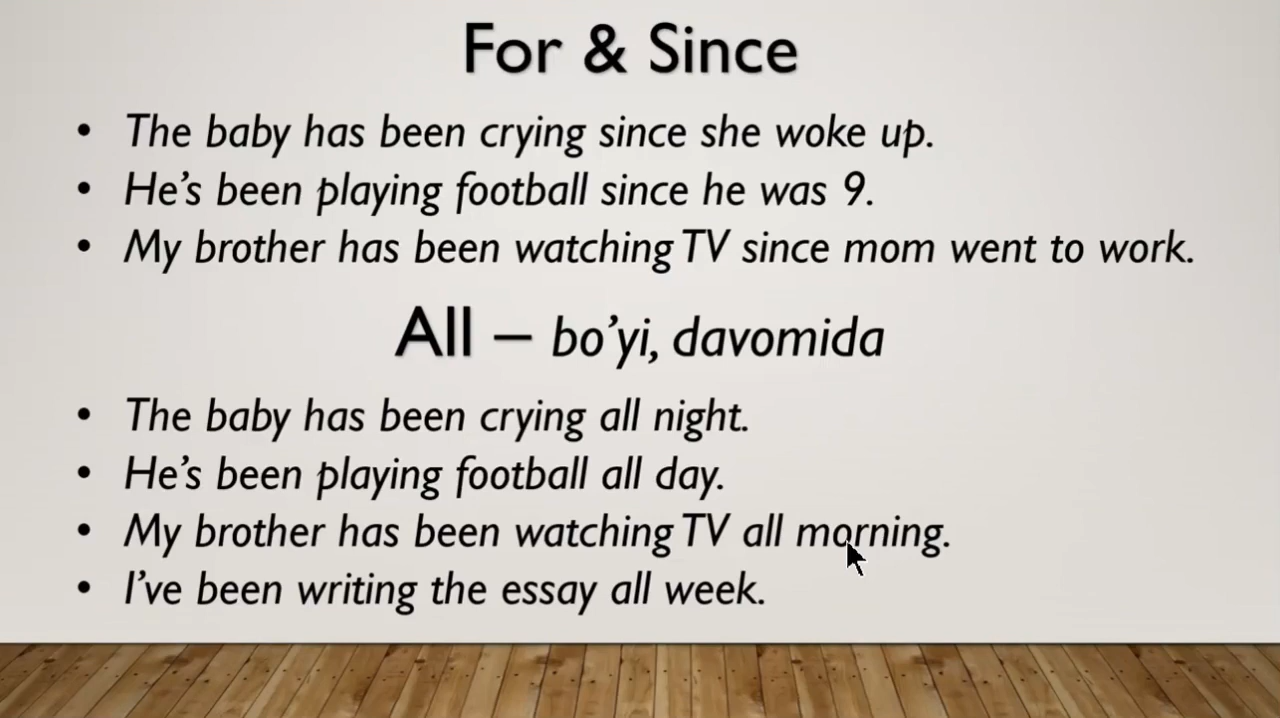 For & Since
• The baby has been crying since she woke up.
• He’s been playing football since he was 9.
• My brother has been watching TV since mom went to work.
All – bo’yi, davomida
• The baby has been crying all night.
• He’s been playing football all day.
• My brother has been watching TV all morning.
• I’ve been writing the essay all week.